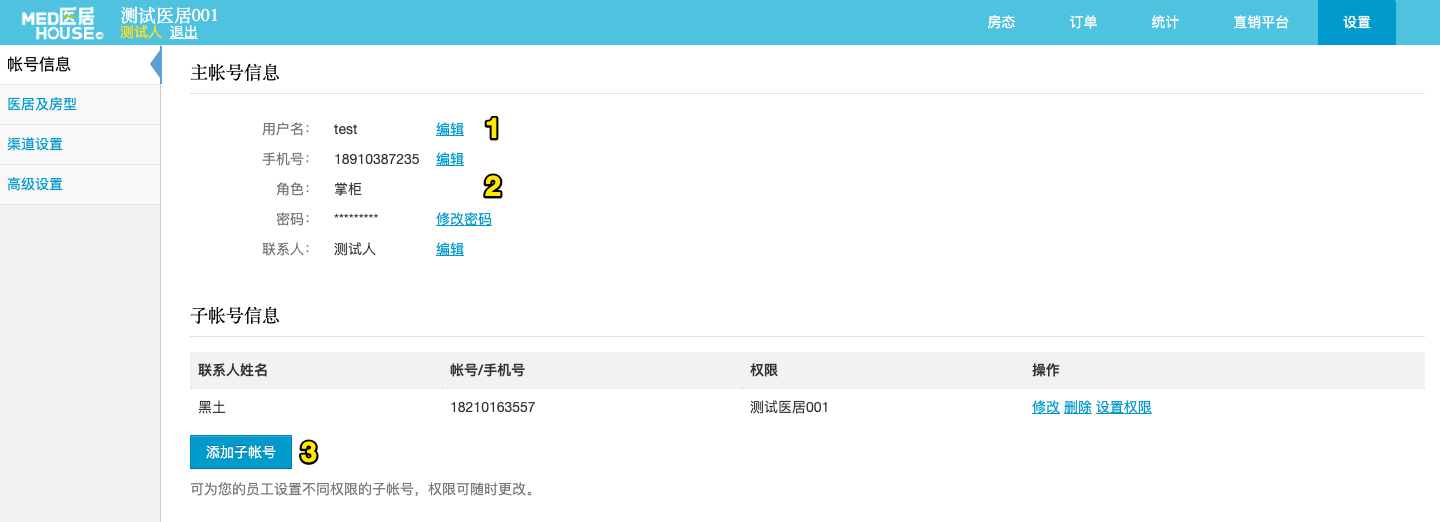 MED医居 测试医居001 房态 订单 统计 直销平台 设置
HOUSE 测试人 退出
帐号信息
医居及房型
渠道设置
高级设置
主帐号信息
用户名: test 编辑 1
手机号: 18910387235 编辑
角色: 掌柜 2
密码: ********* 修改密码
联系人: 测试人 编辑
子帐号信息
联系人姓名 帐号/手机号 权限 操作
黑土 18210163557 测试医居001 修改 删除 设置权限
添加子帐号 3
可为您的员工设置不同权限的子帐号，权限可随时更改。